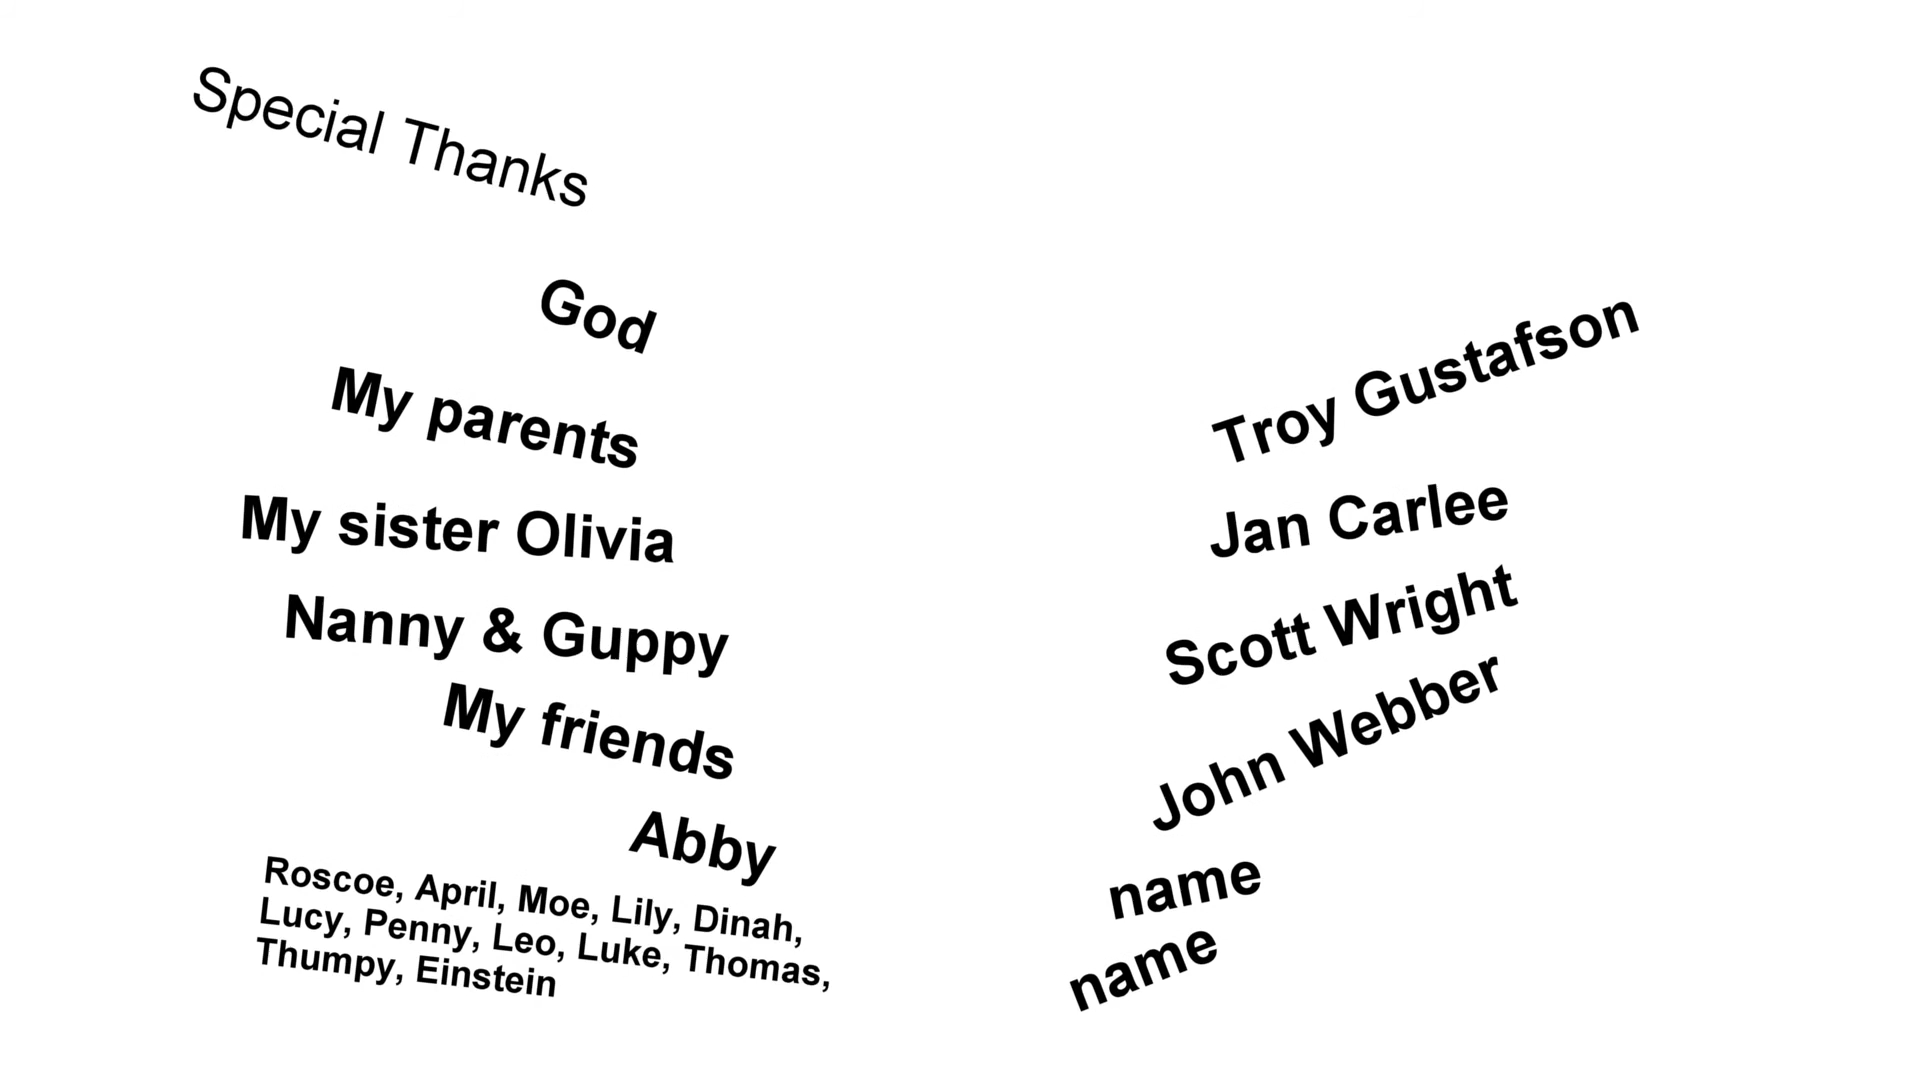 Special Thanks
God
My parents
My sister Olivia
Nanny & Guppy
My friends
Abby
Roscoe, April, Moe, Lily, Dinah,
Lucy, Penny, Leo, Luke, Thomas,
Thumpy, Einstein
Troy Gustafson
Jan Carlee
Scott Wright
John Webber
name
name